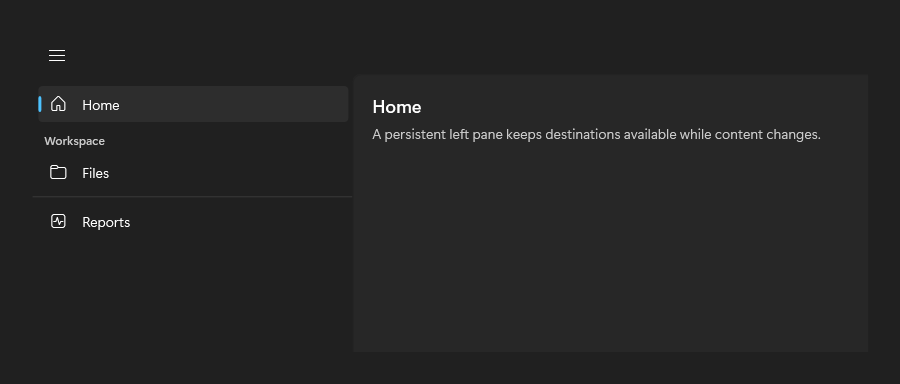 Home
Workspace
Files
Reports
Home
A persistent left pane keeps destinations available while content changes.